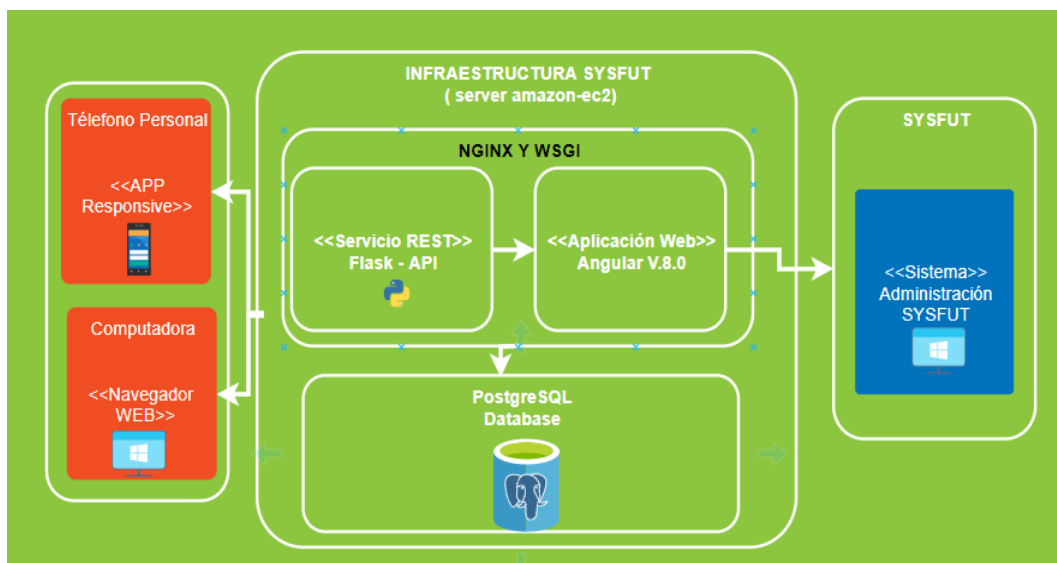 INFRAESTRUCTURA SYSFUT
( server amazon-ec2)
Télefono Personal
<<APP
Responsive>>
Computadora
<<Navegador
WEB>>
NGINX Y WSGI
<<Servicio REST>>
Flask - API
<<Aplicación Web>>
Angular V.8.0
PostgreSQL
Database
SYSFUT
<<Sistema>>
Administración
SYSFUT